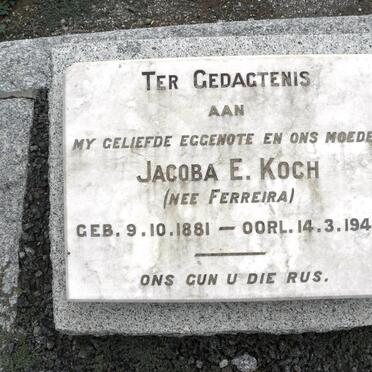 TER GEDAGTENIS
AAN
MY GELIEFDE EGGENOTE EN ONS MOEDE
JACOBA E. KOCH
(NEE FERREIRA)
GEB. 9.10.1881 — OORL. 14.3.194
ONS GUN U DIE RUS.